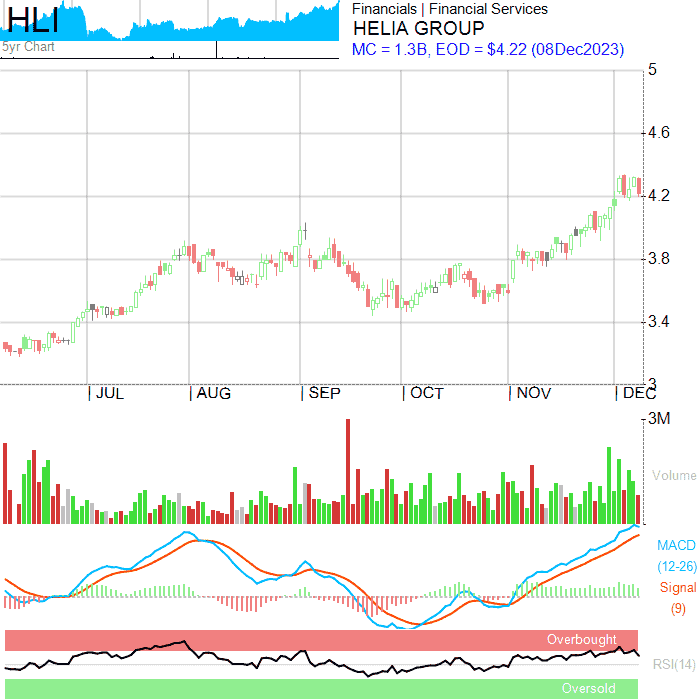 HLI
5yr Chart
Financials | Financial Services
HELIA GROUP
MC = 1.3B, EOD = $4.22 (08Dec2023)
5
4.6
4.2
3.8
3.4
3
JUL AUG SEP OCT NOV DEC
3M
Volume
MACD
(12-26)
Signal
(9)
Overbought
RSI(14)
Oversold